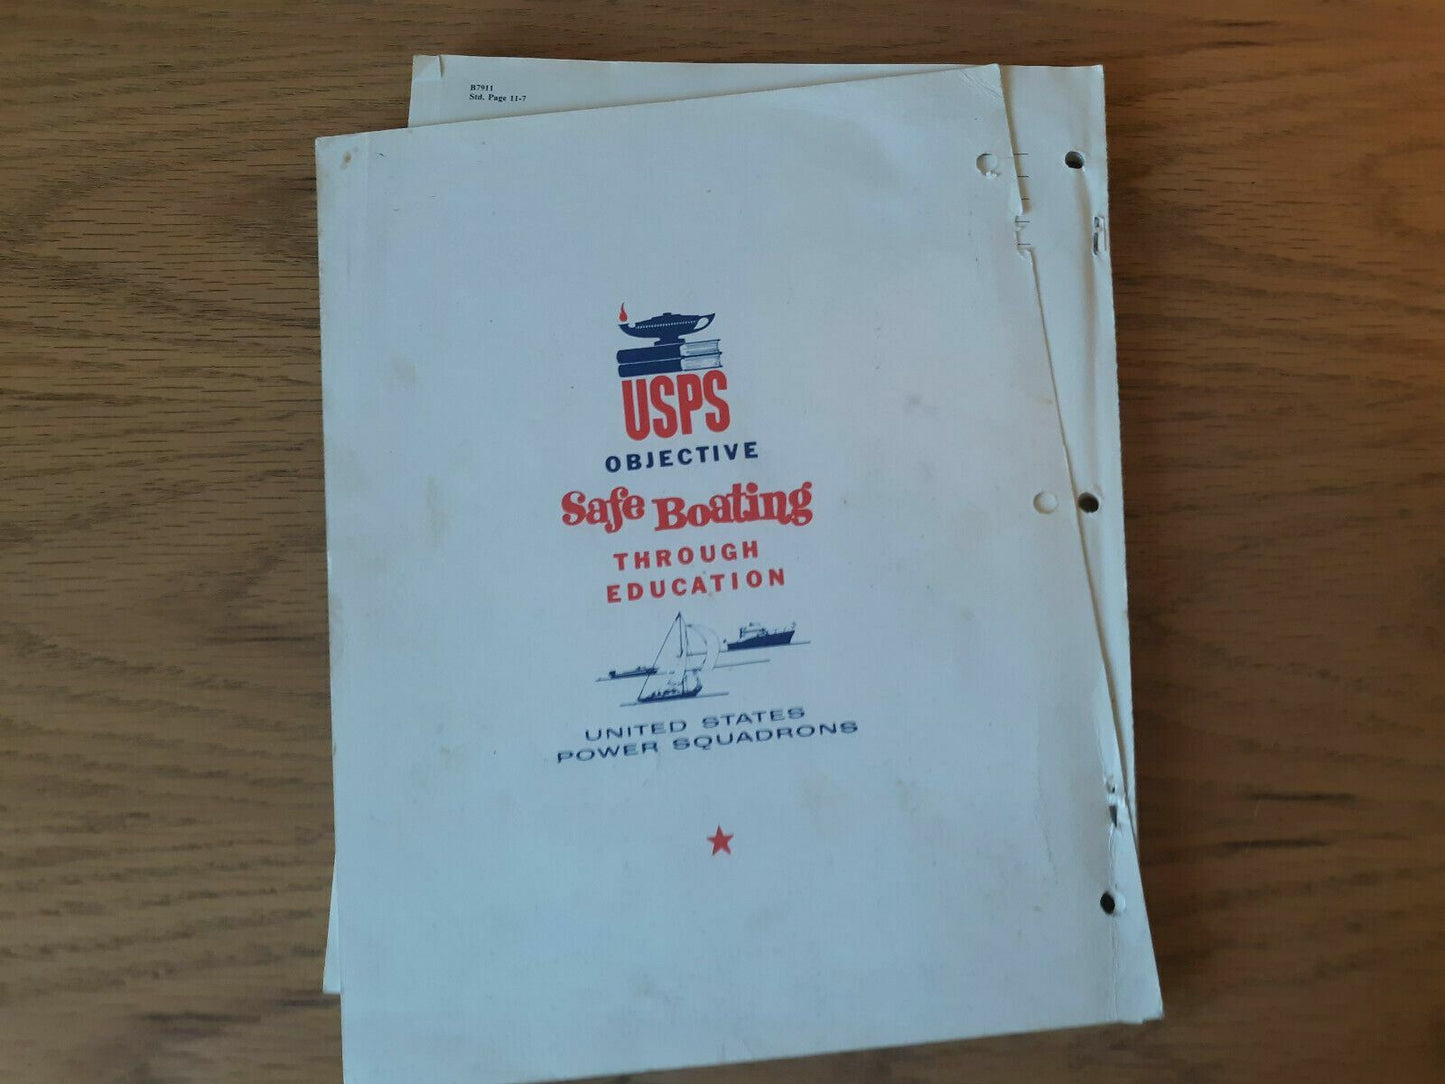 B7911
Std. Page 11-7
USPS
OBJECTIVE
Safe Boating
THROUGH
EDUCATION
UNITED STATES
POWER SQUADRONS